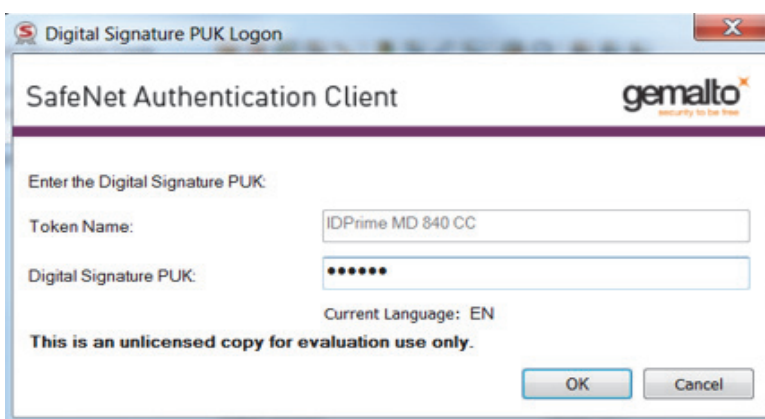 Digital Signature PUK Logon
SafeNet Authentication Client
gemalto
security to be free
Enter the Digital Signature PUK:
Token Name: IDPrime MD 840 CC
Digital Signature PUK: ••••••
Current Language: EN
This is an unlicensed copy for evaluation use only.
OK Cancel